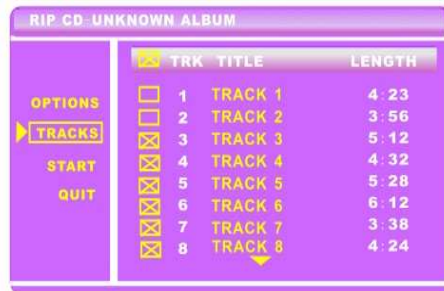 RIP CD-UNKNOWN ALBUM
TRK TITLE LENGTH
1 TRACK 1 4:23
2 TRACK 2 3:56
3 TRACK 3 5:12
4 TRACK 4 4:32
5 TRACK 5 5:28
6 TRACK 6 6:12
7 TRACK 7 3:38
8 TRACK 8 4:24
OPTIONS
TRACKS
START
QUIT